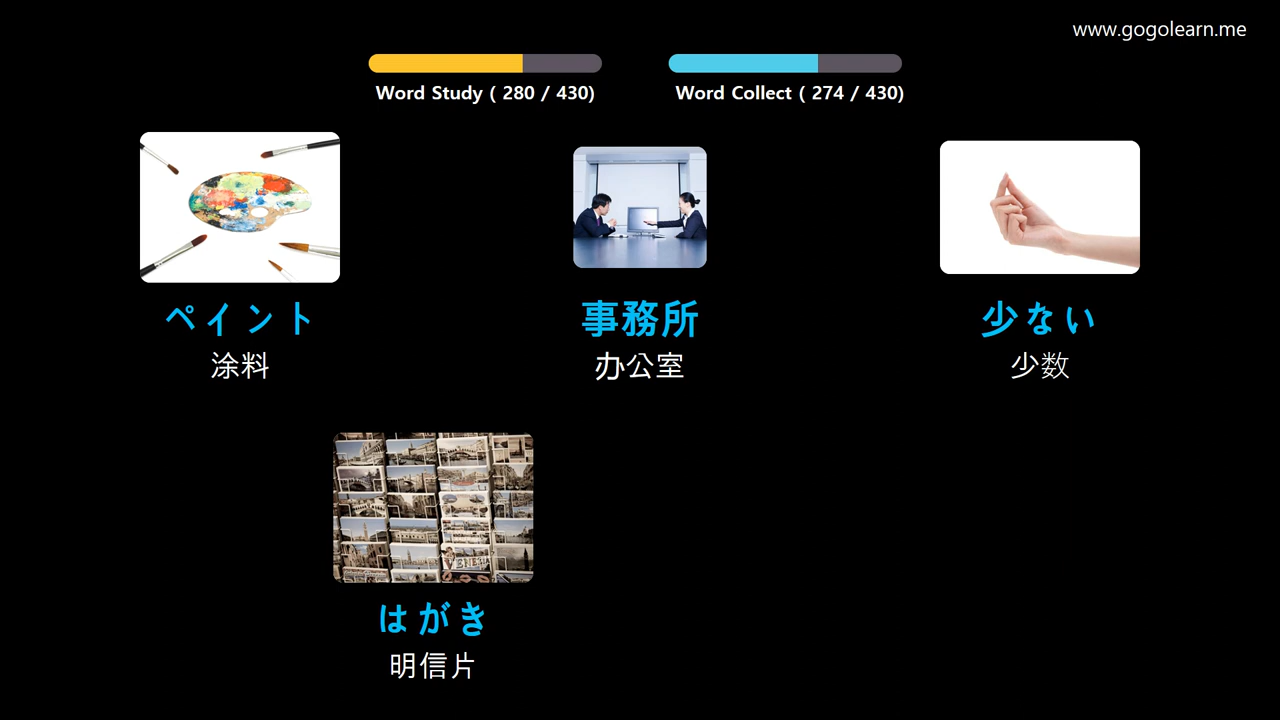 www.gogolearn.me
Word Study ( 280 / 430)
Word Collect ( 274 / 430)
ペイント
涂料
事務所
办公室
少ない
少数
VENEZIA
はがき
明信片